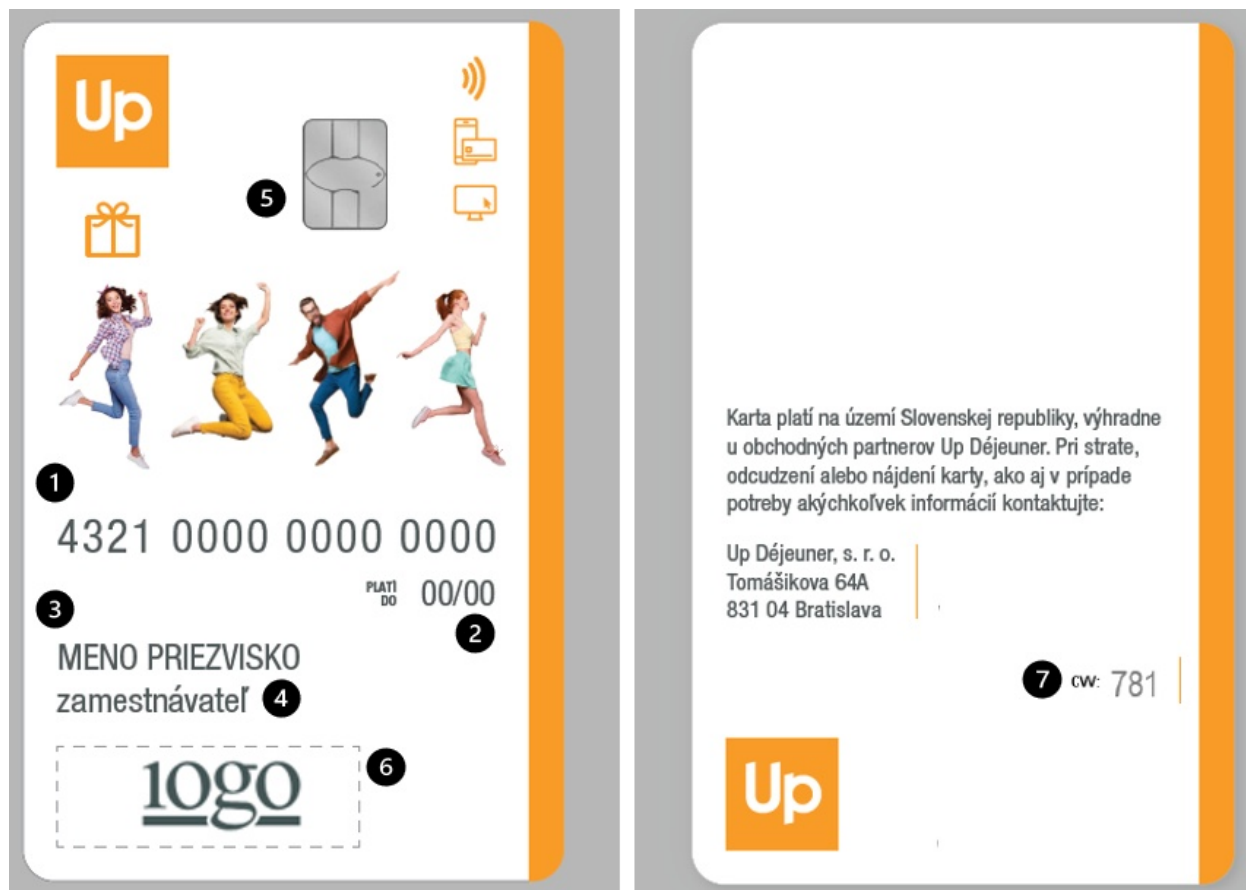 Up
5
1
4321 0000 0000 0000
PLATÍ
DO 00/00
3
2
MENO PRIEZVISKO
zamestnávateľ 4
logo
6
Karta platí na území Slovenskej republiky, výhradne
u obchodných partnerov Up Déjeuner. Pri strate,
odcudzení alebo nájdení karty, ako aj v prípade
potreby akýchkoľvek informácií kontaktujte:
Up Déjeuner, s. r. o.
Tomášikova 64A
831 04 Bratislava
7 CVV: 781
Up